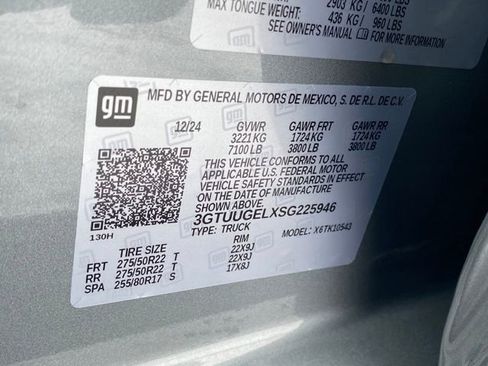 2903 KG / 6400 LBS
MAX TONGUE WEIGHT: 436 KG / 960 LBS
SEE OWNER'S MANUAL FOR MORE INFORMATION
gm
MFD BY GENERAL MOTORS DE MEXICO, S. DE R.L. DE C.V.
12/24 GVWR GAWR FRT GAWR RR
3221 KG 1724 KG 1724 KG
7100 LB 3800 LB 3800 LB
THIS VEHICLE CONFORMS TO ALL
APPLICABLE U.S. FEDERAL MOTOR
VEHICLE SAFETY STANDARDS IN EFFECT
ON THE DATE OF MANUFACTURE
SHOWN ABOVE.
3GTUUGELXSG225946
130H TYPE: TRUCK MODEL: X6TK10543
TIRE SIZE RIM
FRT 275/50R22 T 22X9J
RR 275/50R22 T 22X9J
SPA 255/80R17 S 17X8J